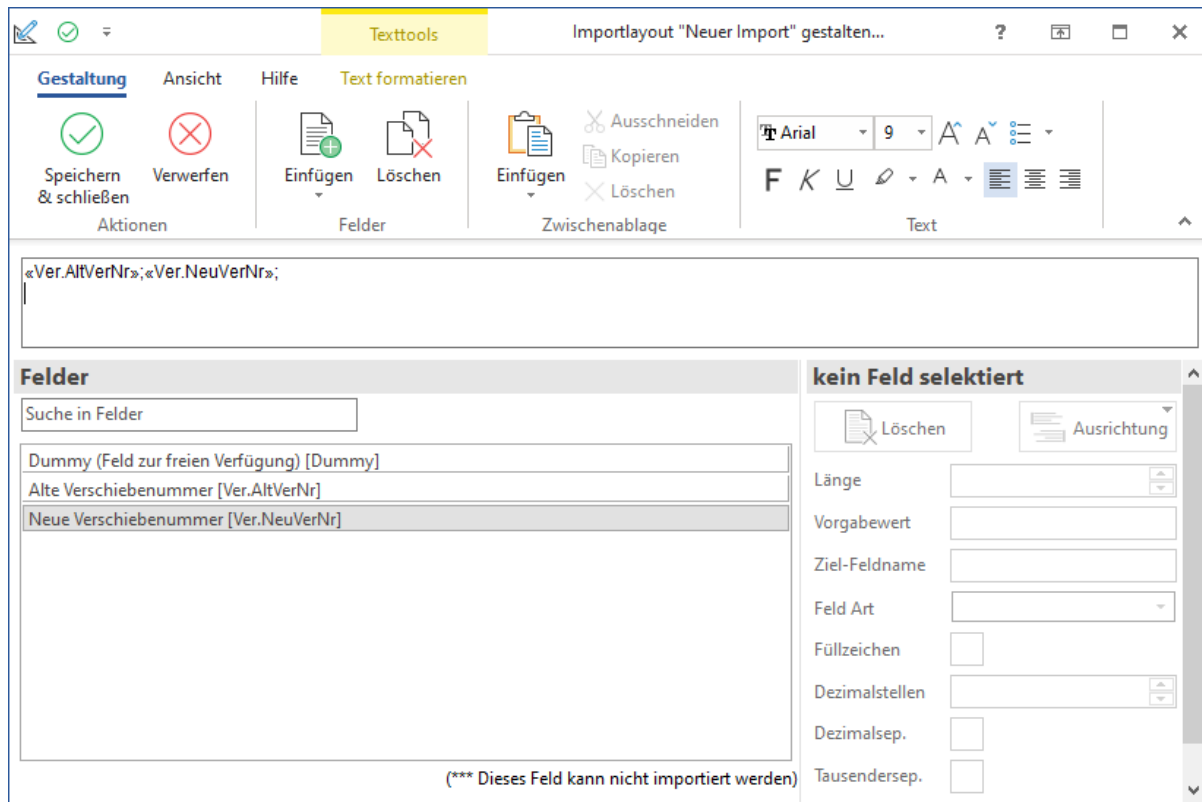 Texttools
Importlayout "Neuer Import" gestalten...
?
Gestaltung Ansicht Hilfe Text formatieren
Speichern & schließen
Verwerfen
Aktionen
Einfügen
Löschen
Felder
Einfügen
Ausschneiden
Kopieren
Löschen
Zwischenablage
Arial 9 A A
F K U A
Text
«Ver.AltVerNr»;«Ver.NeuVerNr»;
Felder
Suche in Felder
Dummy (Feld zur freien Verfügung) [Dummy]
Alte Verschiebenummer [Ver.AltVerNr]
Neue Verschiebenummer [Ver.NeuVerNr]
(*** Dieses Feld kann nicht importiert werden)
kein Feld selektiert
Löschen Ausrichtung
Länge
Vorgabewert
Ziel-Feldname
Feld Art
Füllzeichen
Dezimalstellen
Dezimalsep.
Tausendersep.